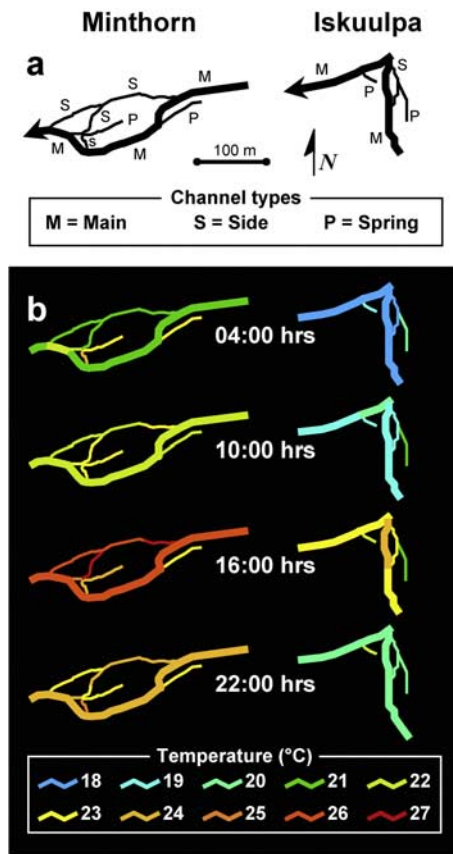 Minthorn Iskuulpa
a
M S P
S S M
M S P P
M s M 100 m N M
Channel types
M = Main S = Side P = Spring
b
04:00 hrs
10:00 hrs
16:00 hrs
22:00 hrs
Temperature (°C)
18 19 20 21 22
23 24 25 26 27